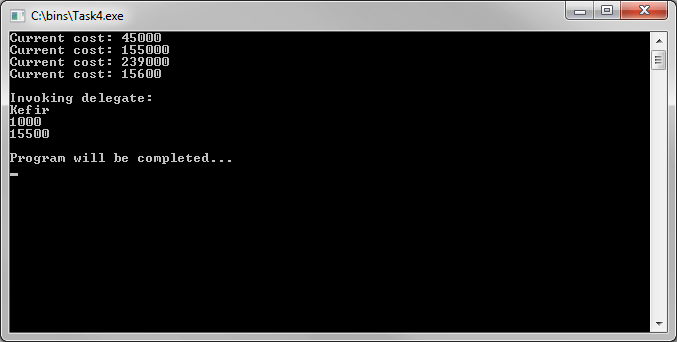 C:\bins\Task4.exe
Current cost: 45000
Current cost: 155000
Current cost: 239000
Current cost: 15600
Invoking delegate:
Kefir
1000
15500
Program will be completed...